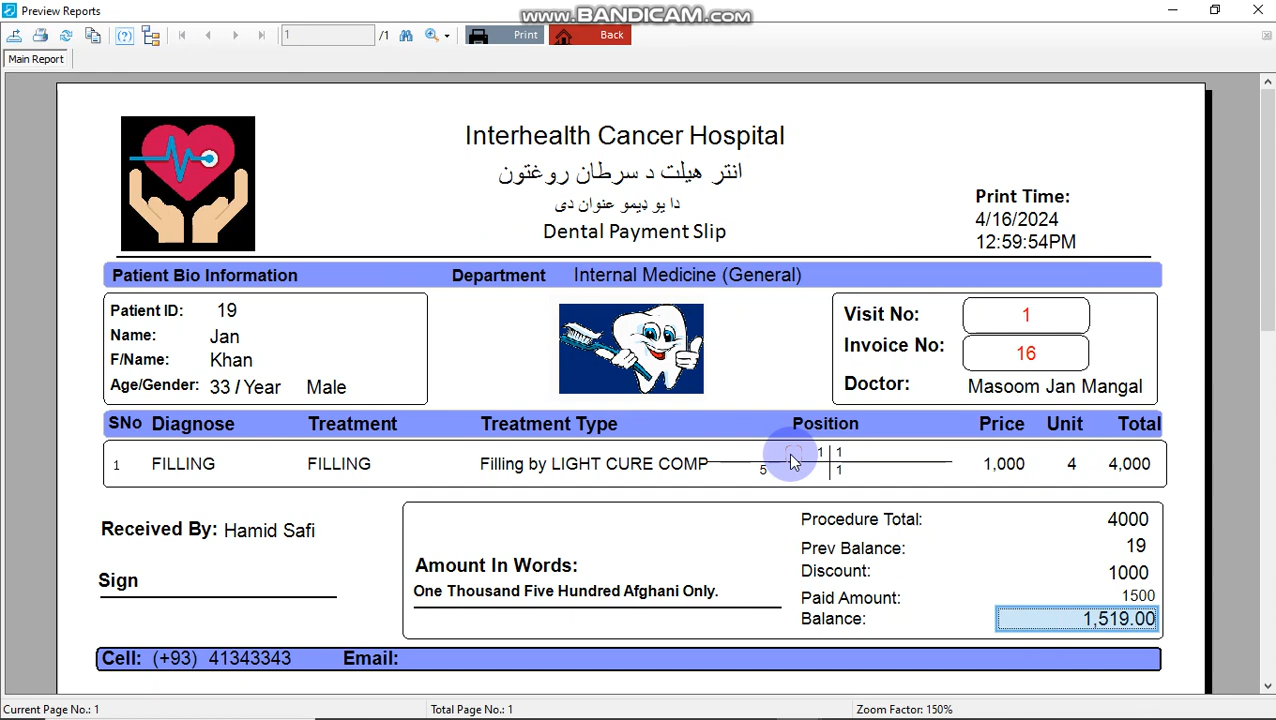 Preview Reports
www.BANDICAM.com
1 /1 Print Back
Main Report
Interhealth Cancer Hospital
انتر هیلت د سرطان روغتون
دا یو ډیمو عنوان دی
Dental Payment Slip
Print Time:
4/16/2024
12:59:54PM
Patient Bio Information Department Internal Medicine (General)
Patient ID: 19
Name: Jan
F/Name: Khan
Age/Gender: 33 / Year Male
Visit No: 1
Invoice No: 16
Doctor: Masoom Jan Mangal
SNo Diagnose Treatment Treatment Type Position Price Unit Total
1 FILLING FILLING Filling by LIGHT CURE COMP 1 1 1,000 4 4,000
5 1
Received By: Hamid Safi
Sign
Amount In Words:
One Thousand Five Hundred Afghani Only.
Procedure Total: 4000
Prev Balance: 19
Discount: 1000
Paid Amount: 1500
Balance: 1,519.00
Cell: (+93) 41343343 Email:
Current Page No.: 1 Total Page No.: 1 Zoom Factor: 150%